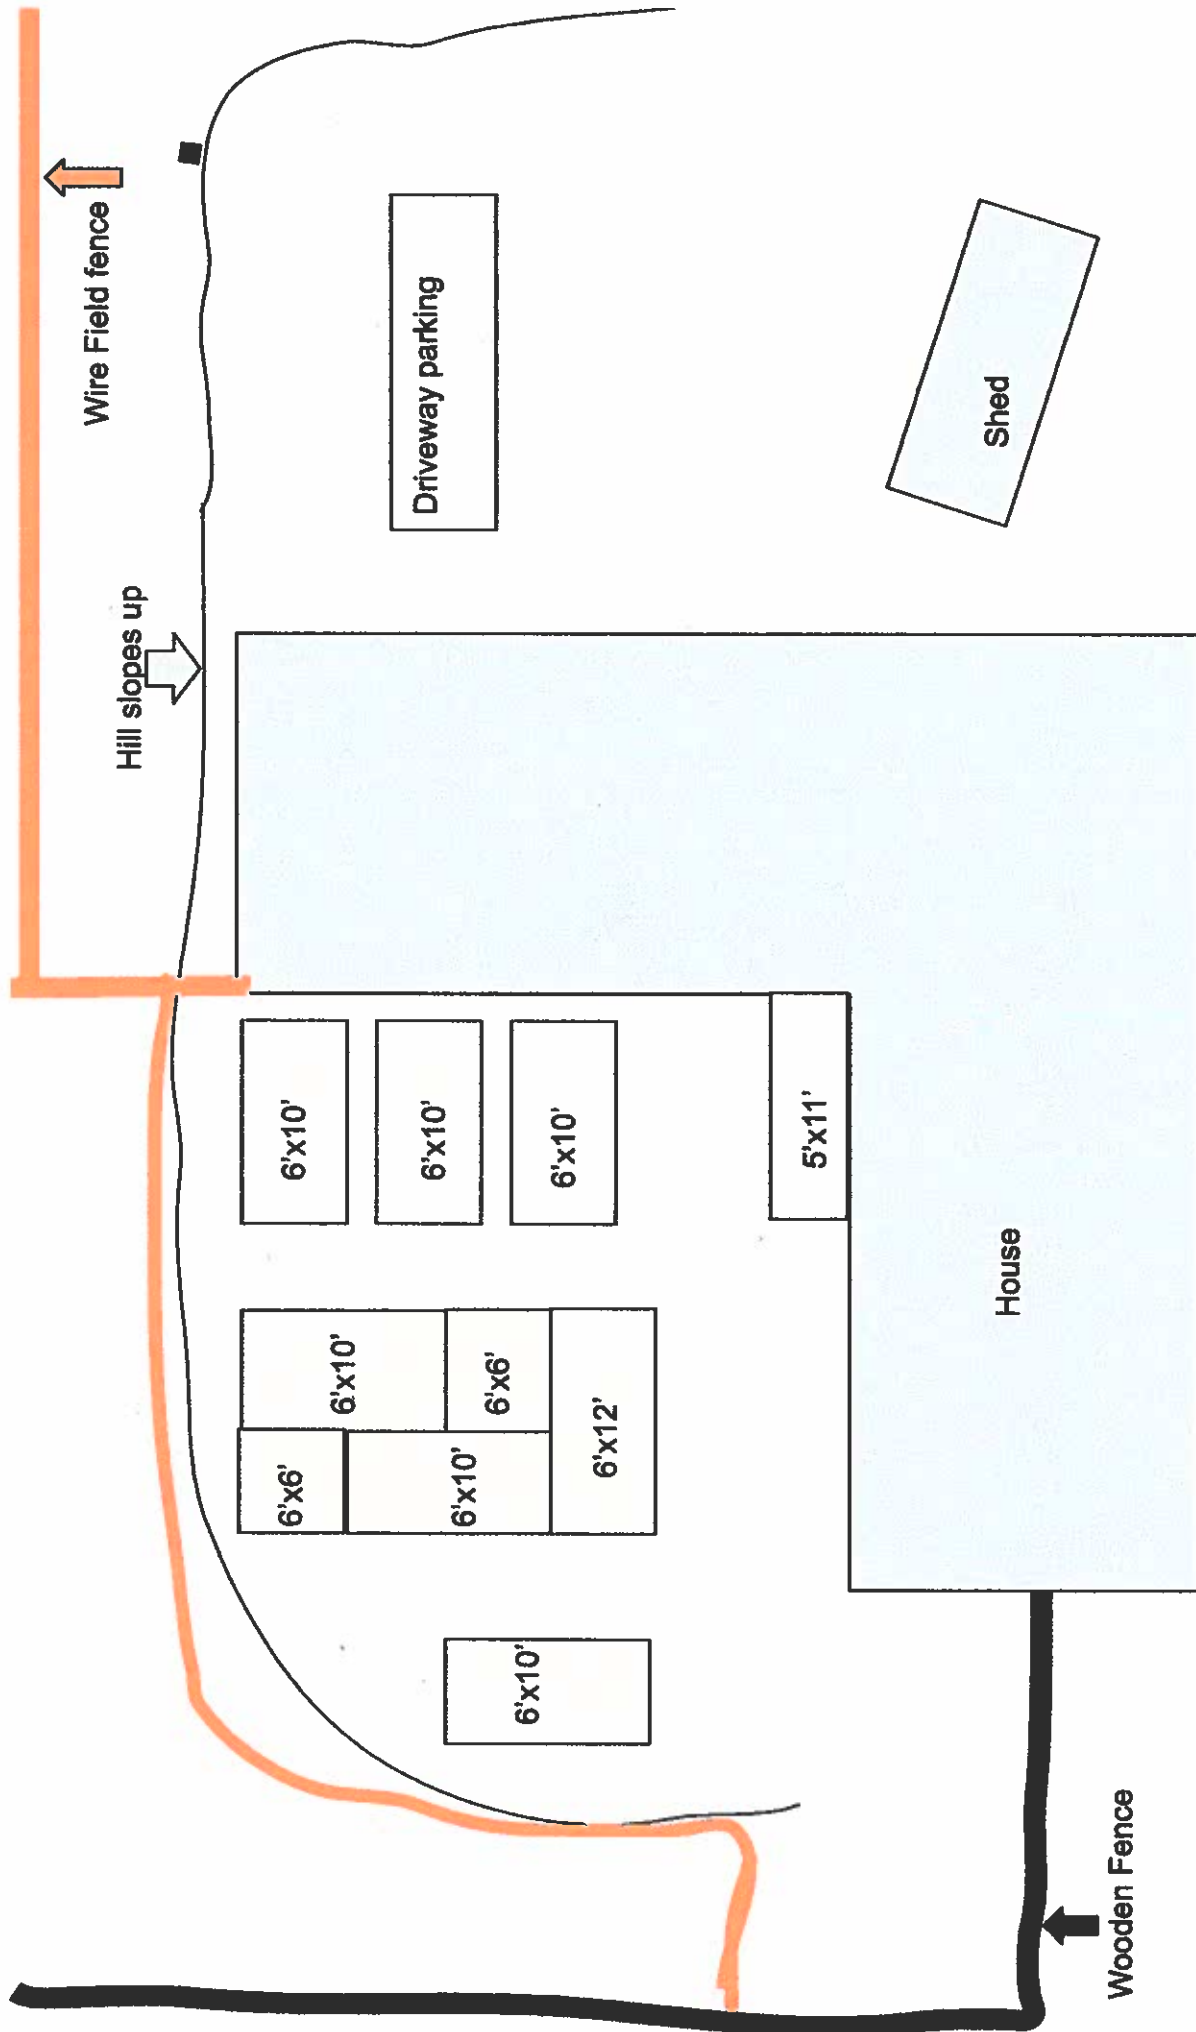 Wire Field fence
Hill slopes up
6'x6'
6'x10'
6'x10'
Driveway parking
6'x10'
6'x10'
6'x6'
6'x10'
6'x10'
6'x12'
5'x11'
Shed
House
Wooden Fence